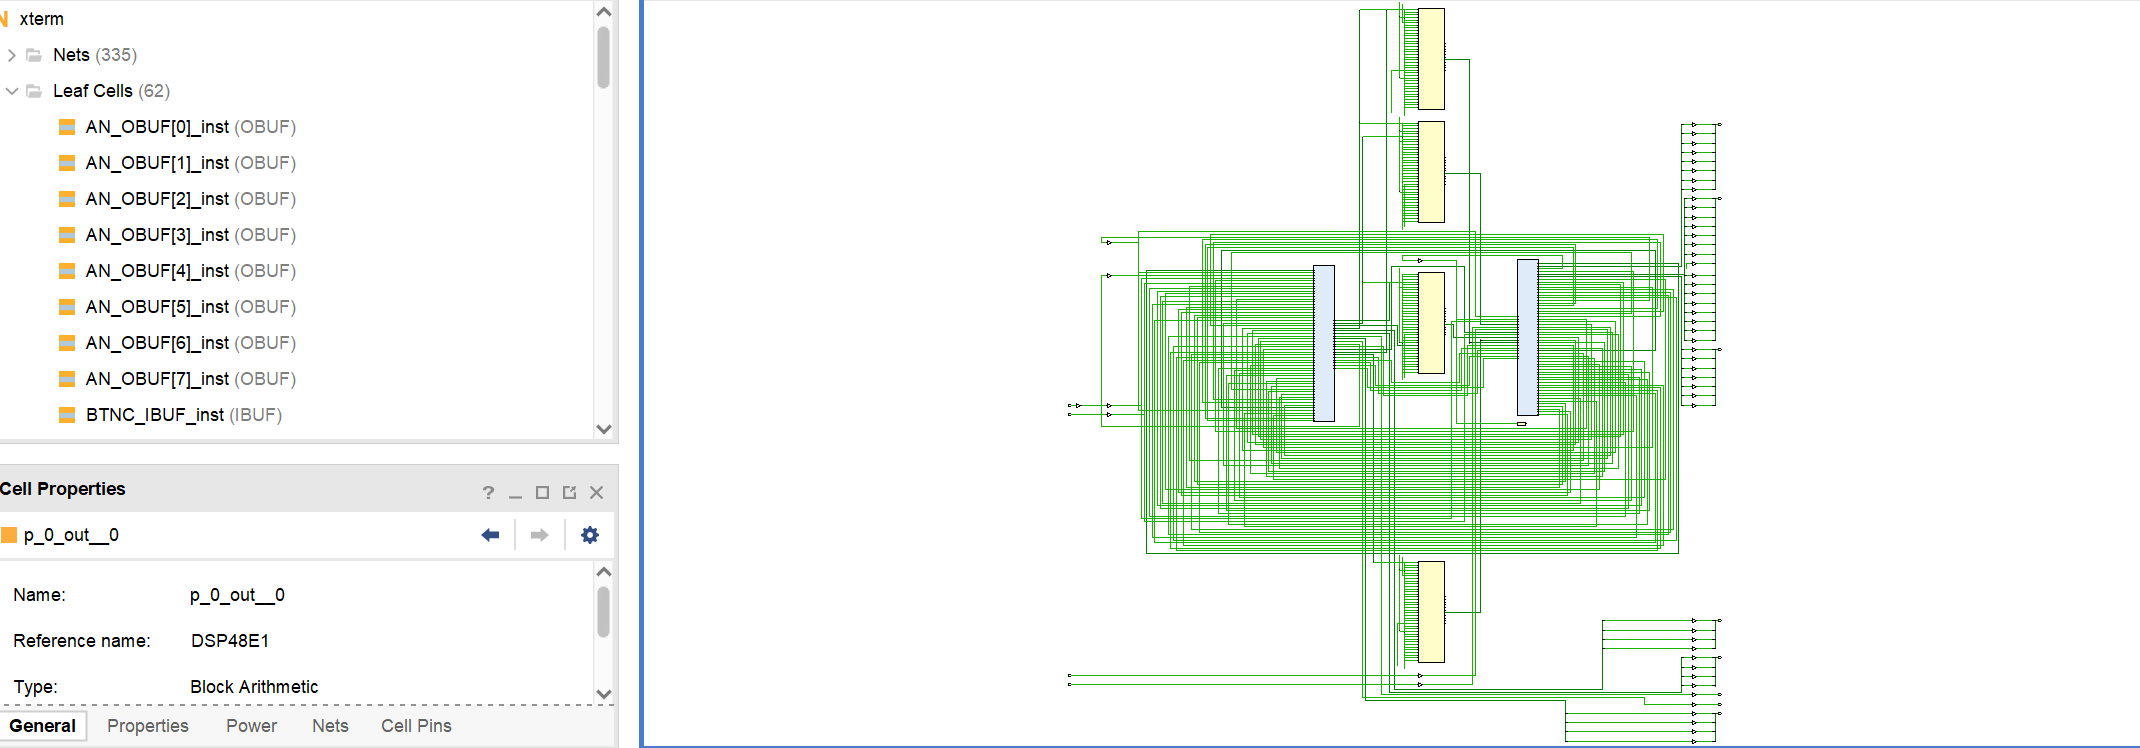 N xterm
Nets (335)
Leaf Cells (62)
AN_OBUF[0]_inst (OBUF)
AN_OBUF[1]_inst (OBUF)
AN_OBUF[2]_inst (OBUF)
AN_OBUF[3]_inst (OBUF)
AN_OBUF[4]_inst (OBUF)
AN_OBUF[5]_inst (OBUF)
AN_OBUF[6]_inst (OBUF)
AN_OBUF[7]_inst (OBUF)
BTNC_IBUF_inst (IBUF)
Cell Properties
p_0_out__0
Name: p_0_out__0
Reference name: DSP48E1
Type: Block Arithmetic
General Properties Power Nets Cell Pins